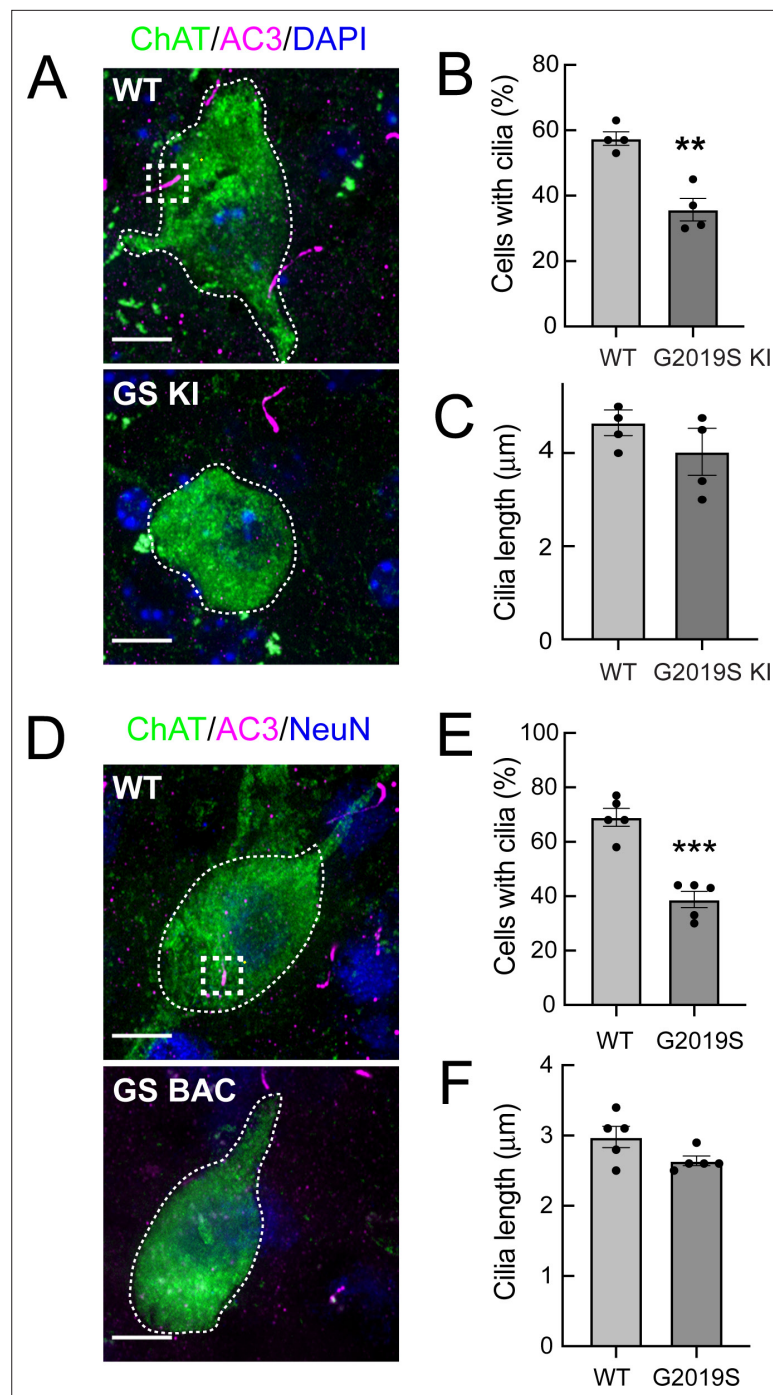 ChAT/AC3/DAPI
A
WT
GS KI
B
Cells with cilia (%)
80
60
40
20
0
**
WT
G2019S KI
C
Cilia length (μm)
4
2
0
WT
G2019S KI
D
ChAT/AC3/NeuN
WT
GS BAC
E
Cells with cilia (%)
100
80
60
40
20
0
***
WT
G2019S
F
Cilia length (μm)
4
3
2
1
0
WT
G2019S